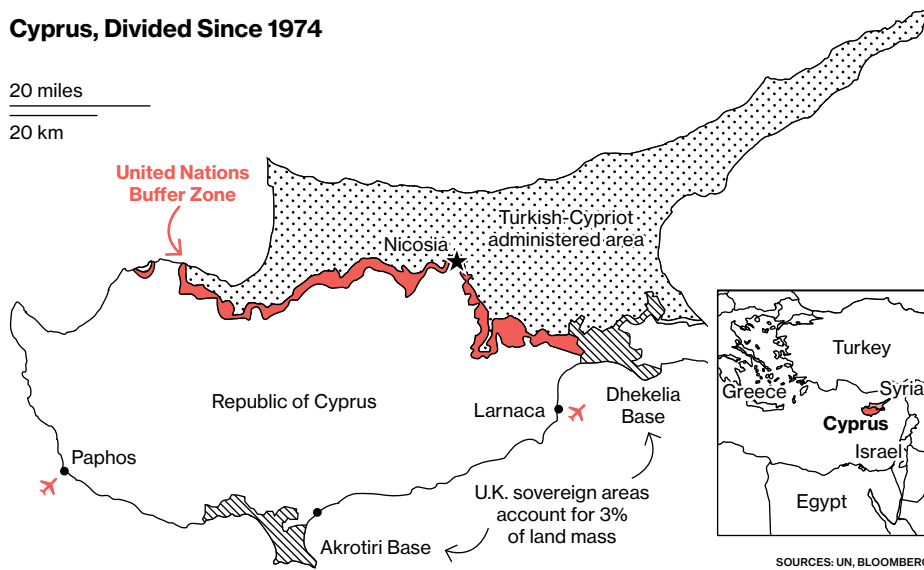 Cyprus, Divided Since 1974
20 miles
20 km
United Nations
Buffer Zone
Nicosia
Turkish-Cypriot
administered area
Republic of Cyprus
Larnaca
Dhekelia
Base
Paphos
U.K. sovereign areas
account for 3%
of land mass
Akrotiri Base
Turkey
Greece
Syria
Cyprus
Israel
Egypt
SOURCES: UN, BLOOMBERG